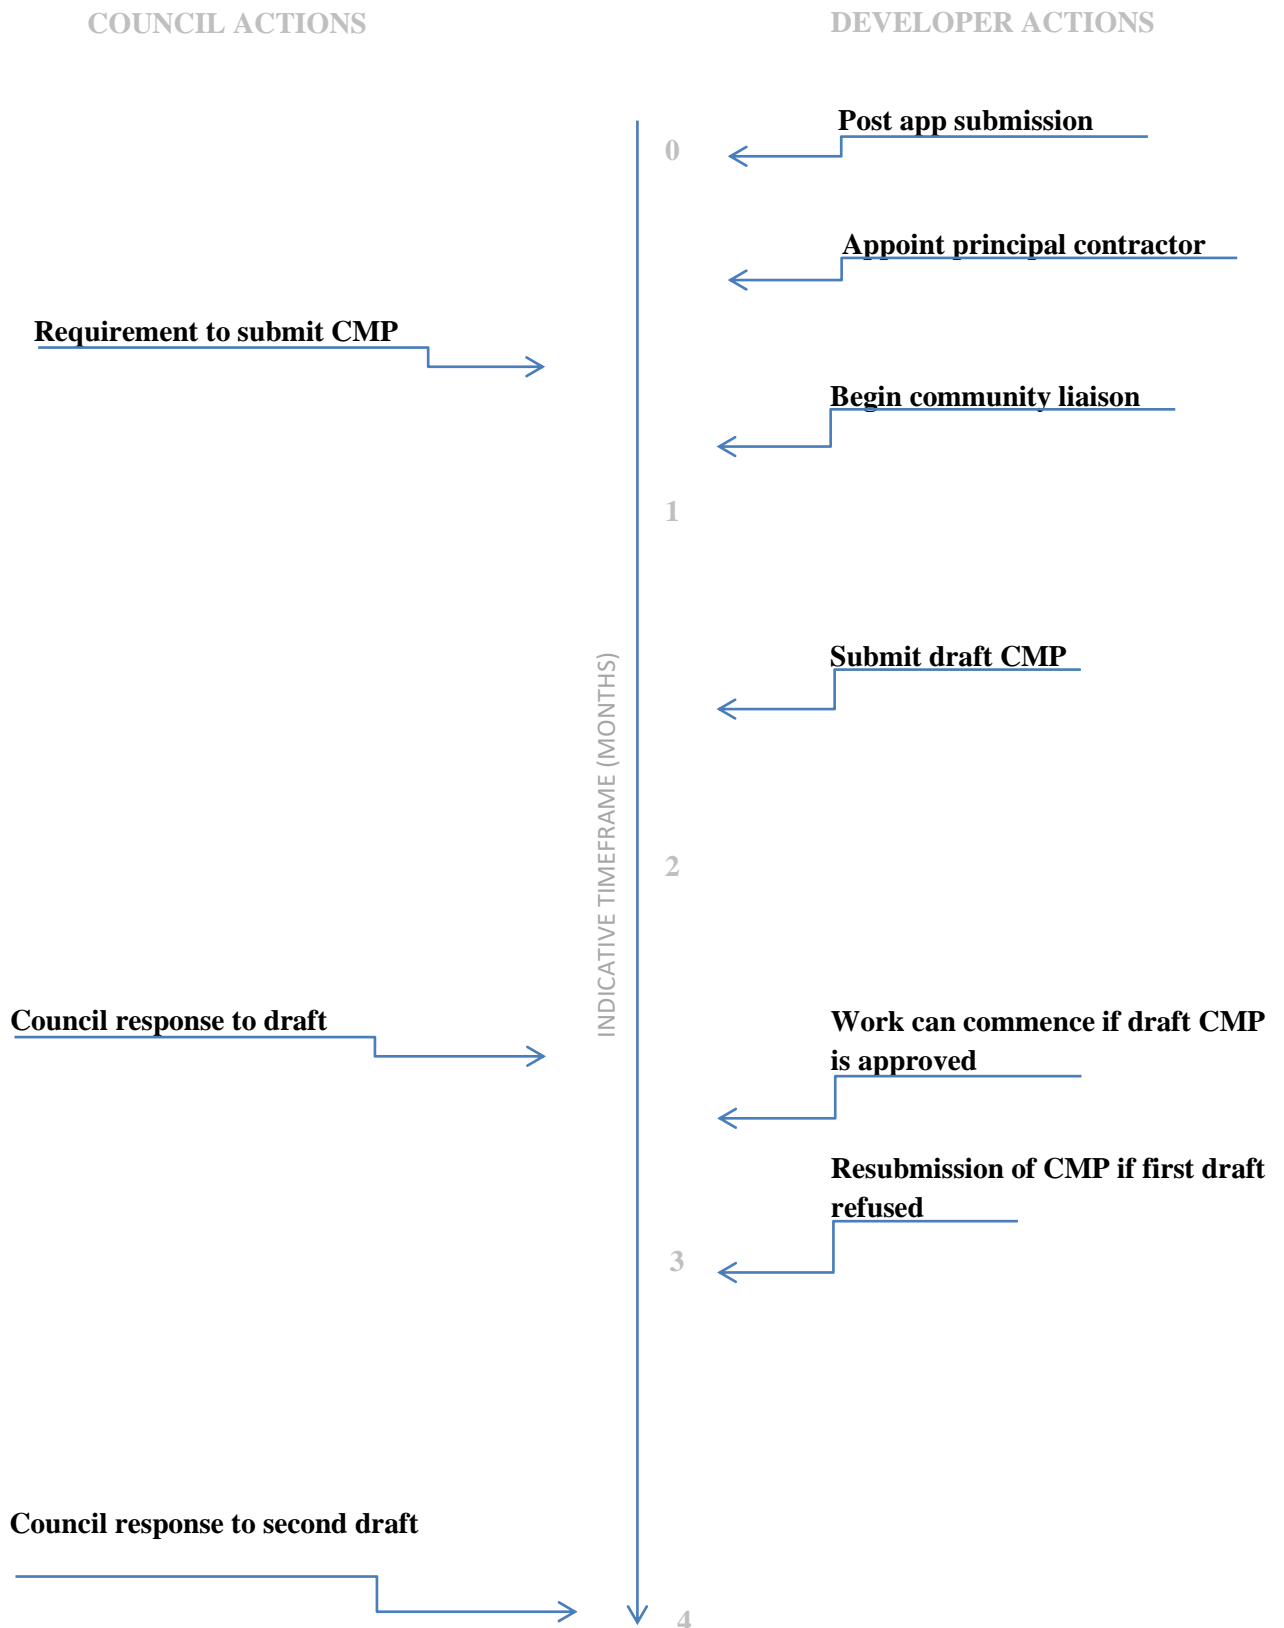 COUNCIL ACTIONS
DEVELOPER ACTIONS
Post app submission
0
Appoint principal contractor
Requirement to submit CMP
Begin community liaison
1
Submit draft CMP
INDICATIVE TIMEFRAME (MONTHS)
2
Council response to draft
Work can commence if draft CMP
is approved
Resubmission of CMP if first draft
refused
3
Council response to second draft
4